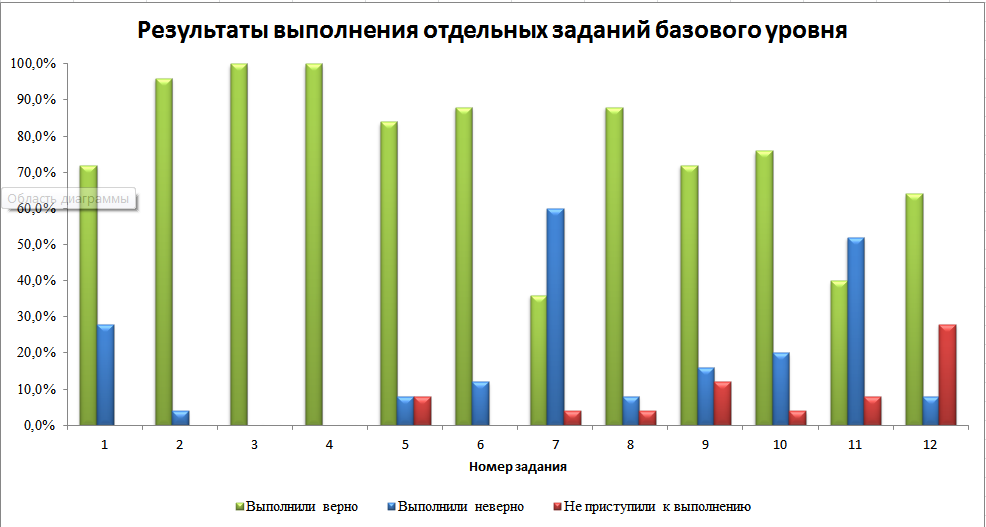 Результаты выполнения отдельных заданий базового уровня
100,0%
90,0%
80,0%
70,0%
Область диаграммы
60,0%
50,0%
40,0%
30,0%
20,0%
10,0%
0,0%
1 2 3 4 5 6 7 8 9 10 11 12
Номер задания
Выполнили верно Выполнили неверно Не приступили к выполнению